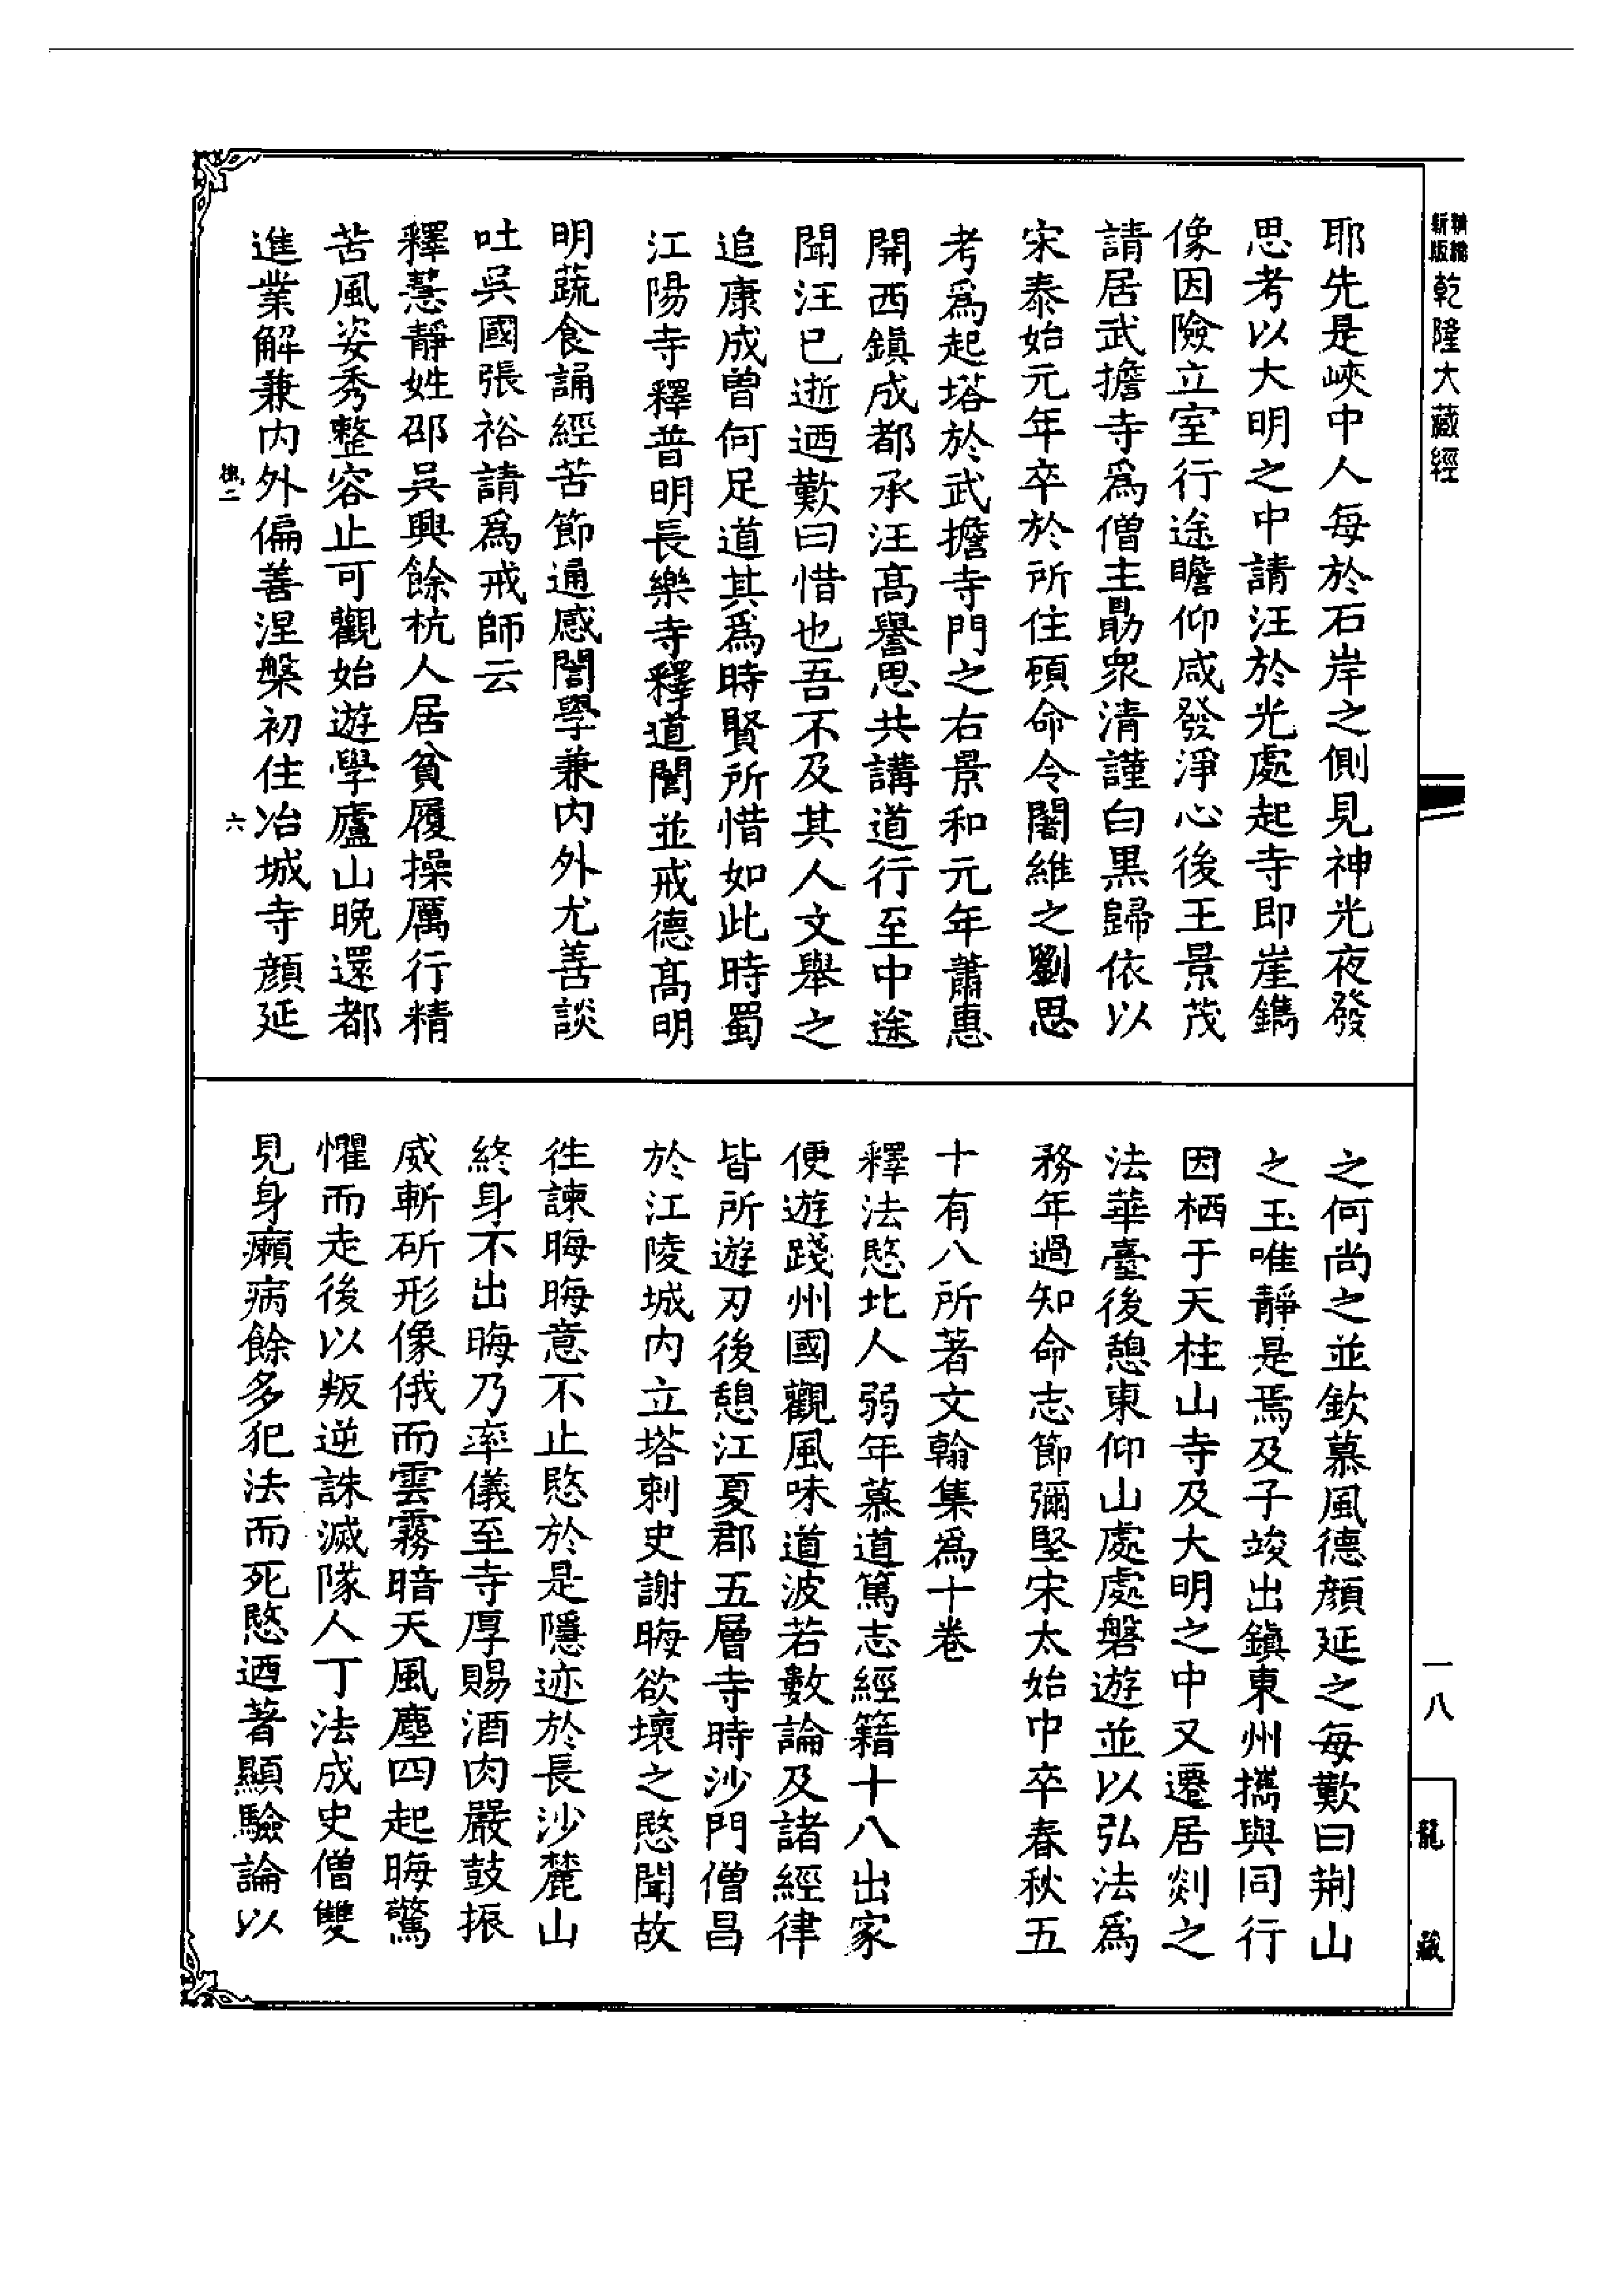 新編
新版
乾隆大藏經
耶先是峽中人每於石岸之側見神光夜發
思考以大明之中請汪於光處起寺即崖鐫
像因險立室行途瞻仰咸發淨心後王景茂
請居武擔寺爲僧主勗衆清謹白黒歸依以
宋泰始元年卒於所住頋命令闍維之劉思
考爲起塔於武擔寺門之右景和元年蕭惠
開西鎭成都承汪髙譽思共講道行至中途
聞汪巳逝迺歎曰惜也吾不及其人文舉之
追康成曽何足道其爲時賢所惜如此時蜀
江陽寺釋普明長樂寺釋道誾並戒德髙明
明蔬食誦經苦節通感誾學兼内外尤善談
吐吳國張裕請爲戒師云
釋慧靜姓邵吳興餘杭人居貧履操厲行精
苦風姿秀整容止可觀始遊學廬山晚還都
進業解兼内外偏善涅槃初住冶城寺顔延
二
六
之何尚之並欽慕風德顔延之每歎曰荆山
之玉唯靜是焉及子竣出鎭東州攜與同行
因栖于天柱山寺及大明之中又遷居剡之
法華臺後憩東仰山處處磐遊並以弘法爲
務年過知命志節彌堅宋太始中卒春秋五
十有八所著文翰集爲十卷
釋法愍北人弱年慕道篤志經籍十八出家
便遊踐州國觀風味道波若數論及諸經律
皆所遊刃後憩江夏郡五層寺時沙門僧昌
於江陵城内立塔刺史謝晦欲壞之愍聞故
徃諫晦晦意不止愍於是隱迹於長沙麓山
終身不出晦乃率儀至寺厚賜酒肉嚴鼓振
威斬斫形像俄而雲霧暗天風塵四起晦驚
懼而走後以叛逆誅滅隊人丁法成史僧雙
見身癩病餘多犯法而死愍迺著顯驗論以
一八
龍藏